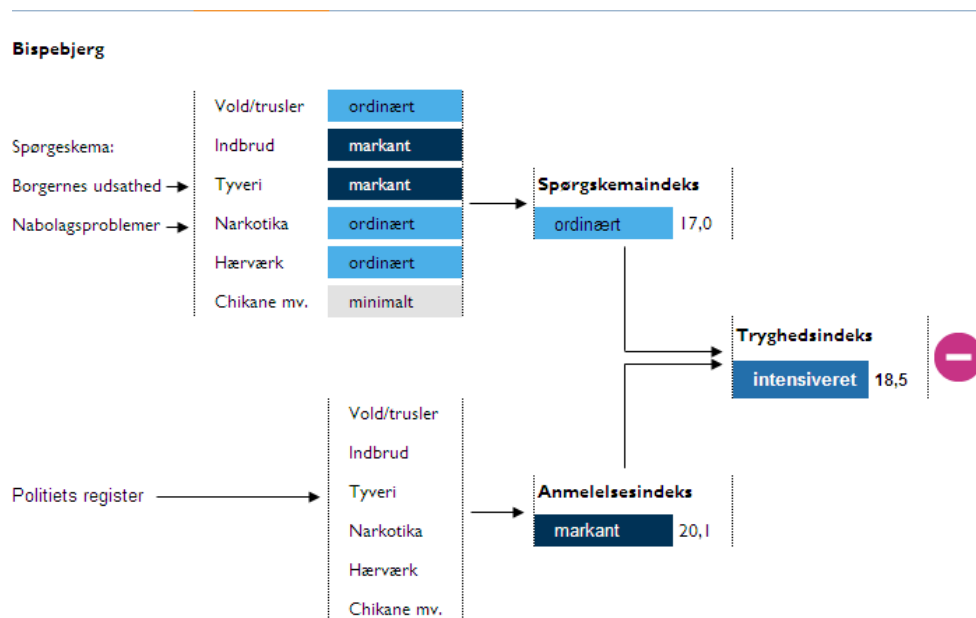 Bispebjerg
Vold/trusler ordinært
Spørgeskema:
Indbrud markant
Borgernes udsathed
Tyveri markant
Spørgskemaindeks
Nabolagsproblemer
Narkotika ordinært
ordinært 17,0
Hærværk ordinært
Chikane mv. minimalt
Tryghedsindeks
intensiveret 18,5
Vold/trusler
Indbrud
Politiets register
Tyveri
Anmelelsesindeks
Narkotika
markant 20,1
Hærværk
Chikane mv.